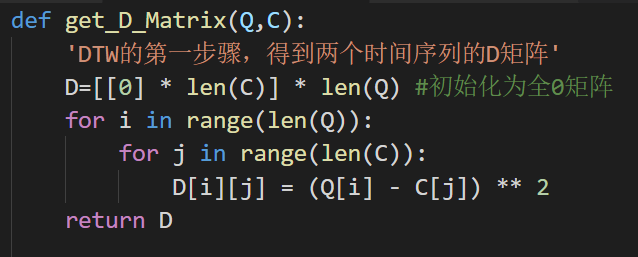 def get_D_Matrix(Q,C):
    'DTW的第一步骤，得到两个时间序列的D矩阵'
    D=[[0] * len(C)] * len(Q) #初始化为全0矩阵
    for i in range(len(Q)):
        for j in range(len(C)):
            D[i][j] = (Q[i] - C[j]) ** 2
    return D